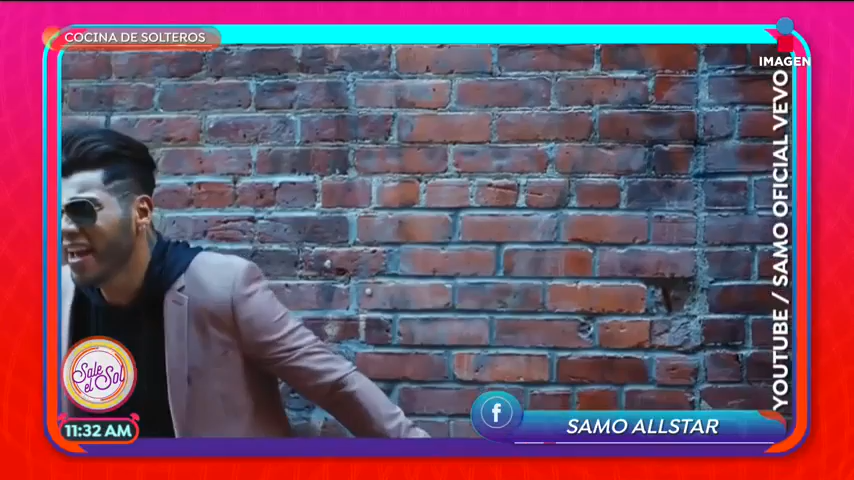 COCINA DE SOLTEROS
IMAGEN
YOUTUBE / SAMO OFICIAL VEVO
Sale
el Sol
11:32 AM
f
SAMO ALLSTAR